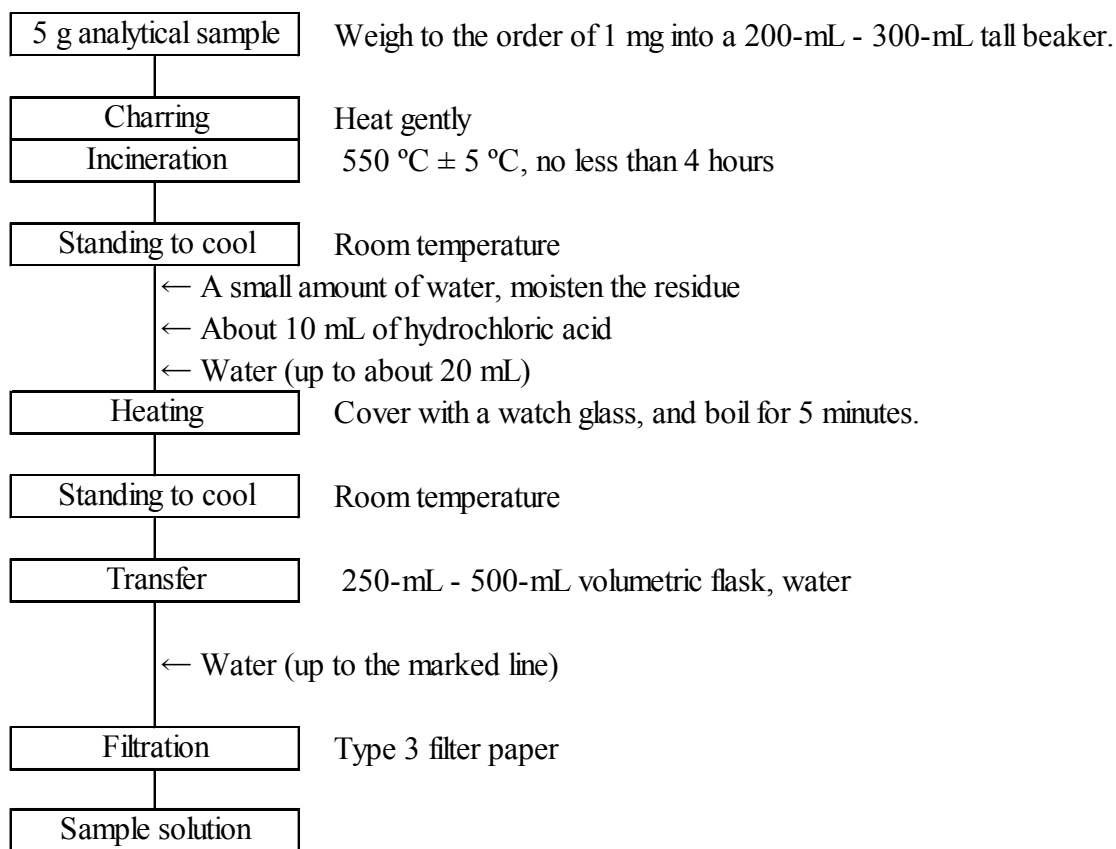 5 g analytical sample Weigh to the order of 1 mg into a 200-mL - 300-mL tall beaker.
Charring Heat gently
Incineration 550 ºC ± 5 ºC, no less than 4 hours
Standing to cool Room temperature
← A small amount of water, moisten the residue
← About 10 mL of hydrochloric acid
← Water (up to about 20 mL)
Heating Cover with a watch glass, and boil for 5 minutes.
Standing to cool Room temperature
Transfer 250-mL - 500-mL volumetric flask, water
← Water (up to the marked line)
Filtration Type 3 filter paper
Sample solution